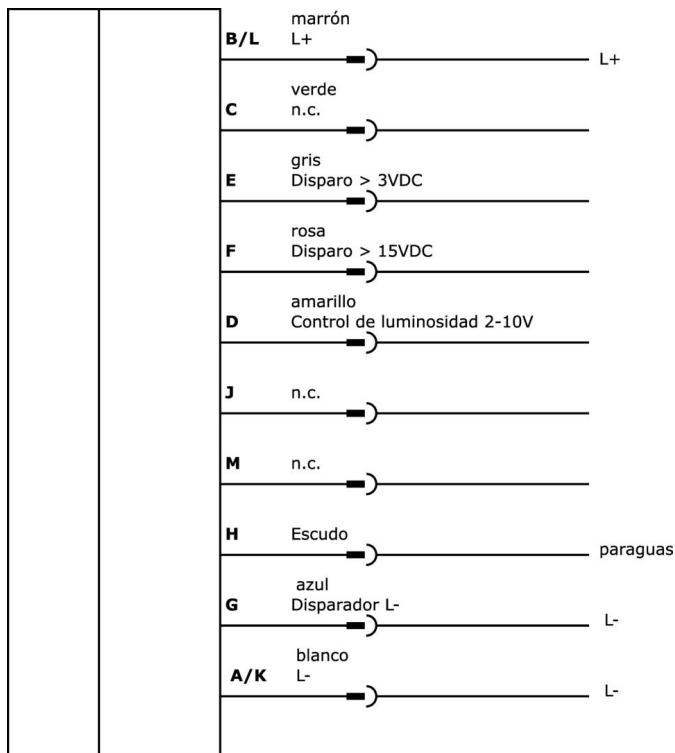 marrón
B/L L+
L+
verde
C n.c.
gris
E Disparo > 3VDC
rosa
F Disparo > 15VDC
amarillo
D Control de luminosidad 2-10V
J n.c.
M n.c.
H Escudo
paraguas
azul
G Disparador L-
L-
blanco
A/K L-
L-